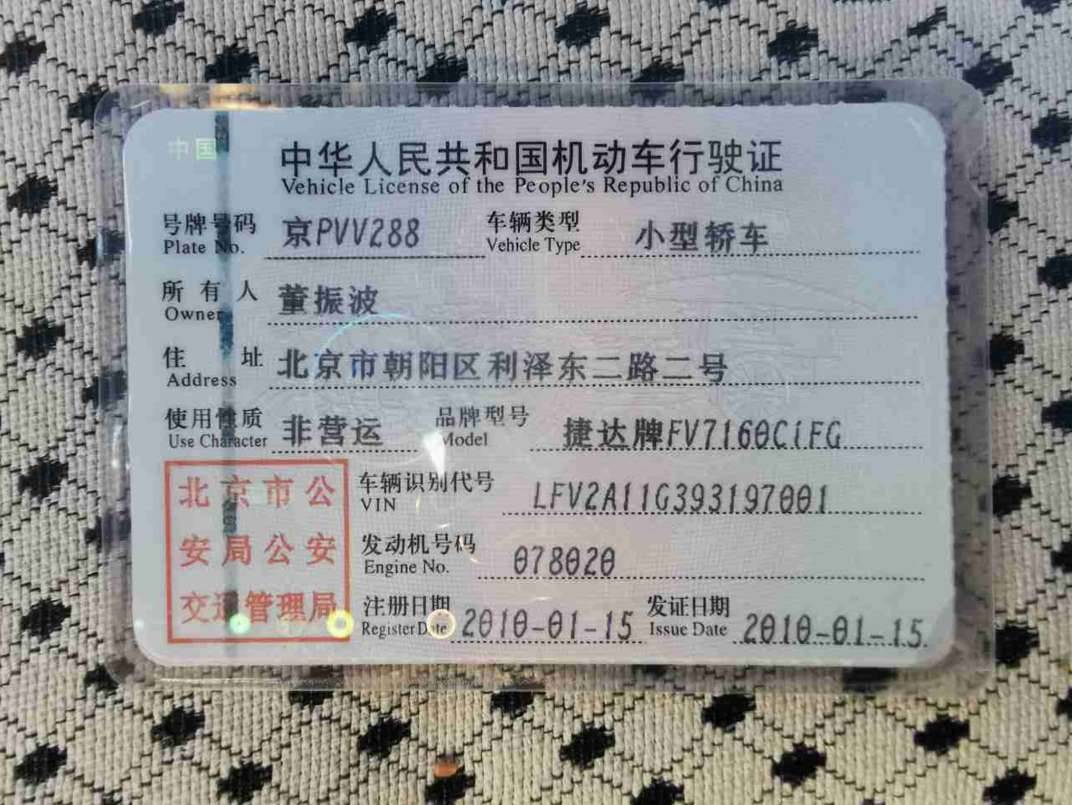 中国
中华人民共和国机动车行驶证
Vehicle License of the People's Republic of China
号牌号码 京PVV288 车辆类型 小型轿车
Plate No. Vehicle Type
所有人 董振波
Owner
住址 北京市朝阳区利泽东二路二号
Address
使用性质 非营运 品牌型号 捷达牌FV7160CiFG
Use Character Model
北京市公 车辆识别代号 LFV2A11G393197001
VIN
安局公安 发动机号码 078020
Engine No.
交通管理局 注册日期 2010-01-15 发证日期 2010-01-15
Register Date Issue Date